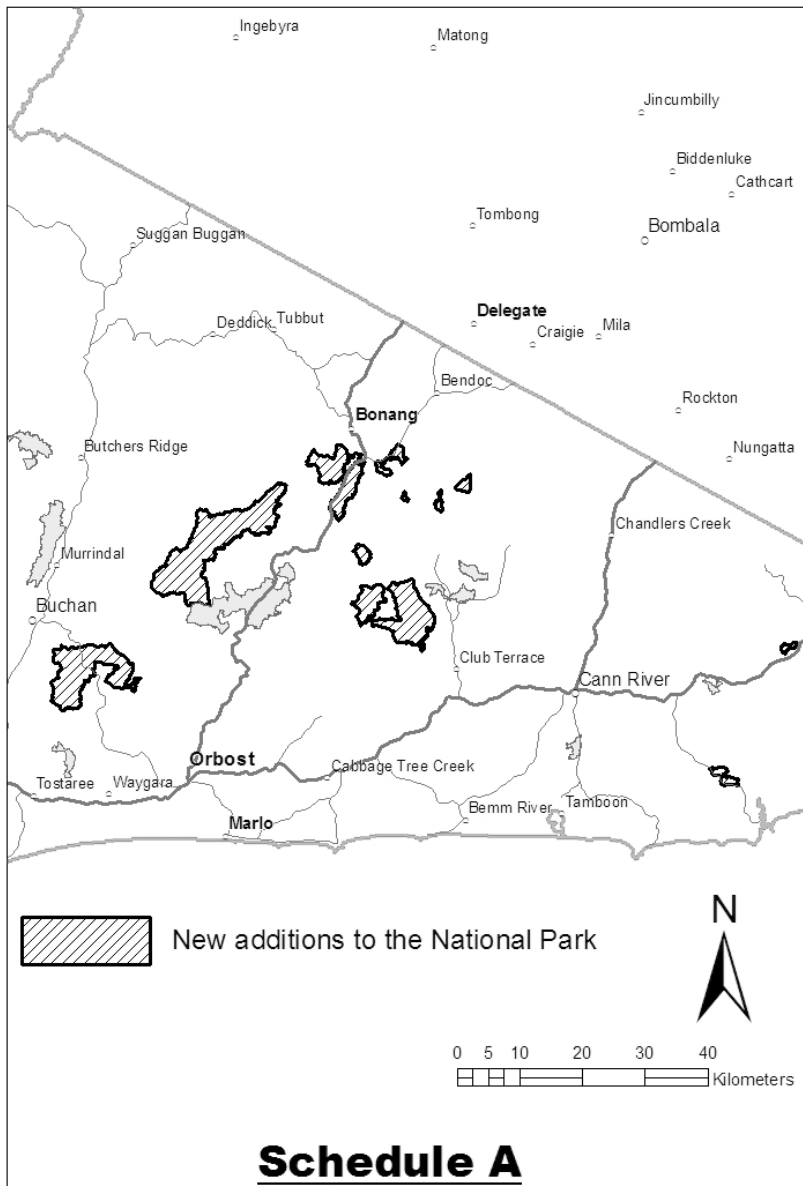 Ingebyra
Matong
Jincumbilly
Biddenluke
Cathcart
Tombong
Bombala
Suggan Buggan
Delegate
Deddick
Tubbut
Craigie
Mila
Bendoc
Rockton
Bonang
Butchers Ridge
Nungatta
Chandlers Creek
Murrindal
Buchan
Club Terrace
Cann River
Orbost
Cabbage Tree Creek
Tostaree
Waygara
Bemm River
Tamboon
Marlo
New additions to the National Park
N
0 5 10 20 30 40
Kilometers
Schedule A